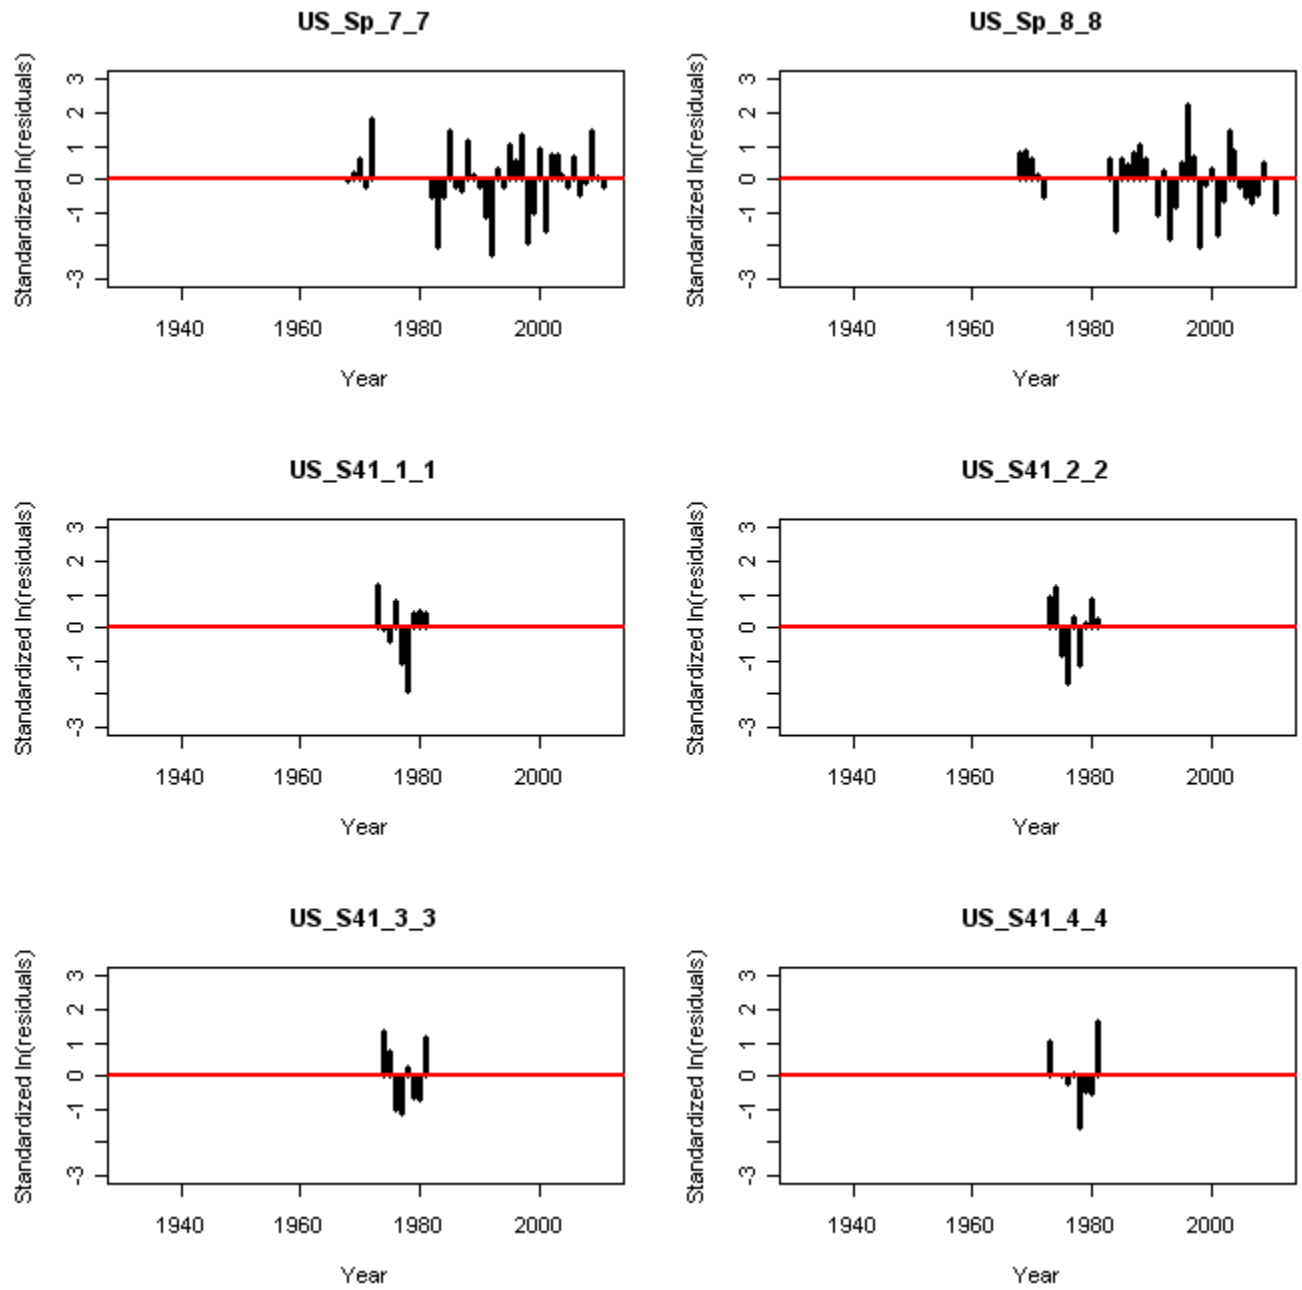 US_Sp_7_7
Standardized ln(residuals)
3
2
1
0
-1
-3
1940 1960 1980 2000
Year
US_Sp_8_8
Standardized ln(residuals)
3
2
1
0
-1
-3
1940 1960 1980 2000
Year
US_S41_1_1
Standardized ln(residuals)
3
2
1
0
-1
-3
1940 1960 1980 2000
Year
US_S41_2_2
Standardized ln(residuals)
3
2
1
0
-1
-3
1940 1960 1980 2000
Year
US_S41_3_3
Standardized ln(residuals)
3
2
1
0
-1
-3
1940 1960 1980 2000
Year
US_S41_4_4
Standardized ln(residuals)
3
2
1
0
-1
-3
1940 1960 1980 2000
Year